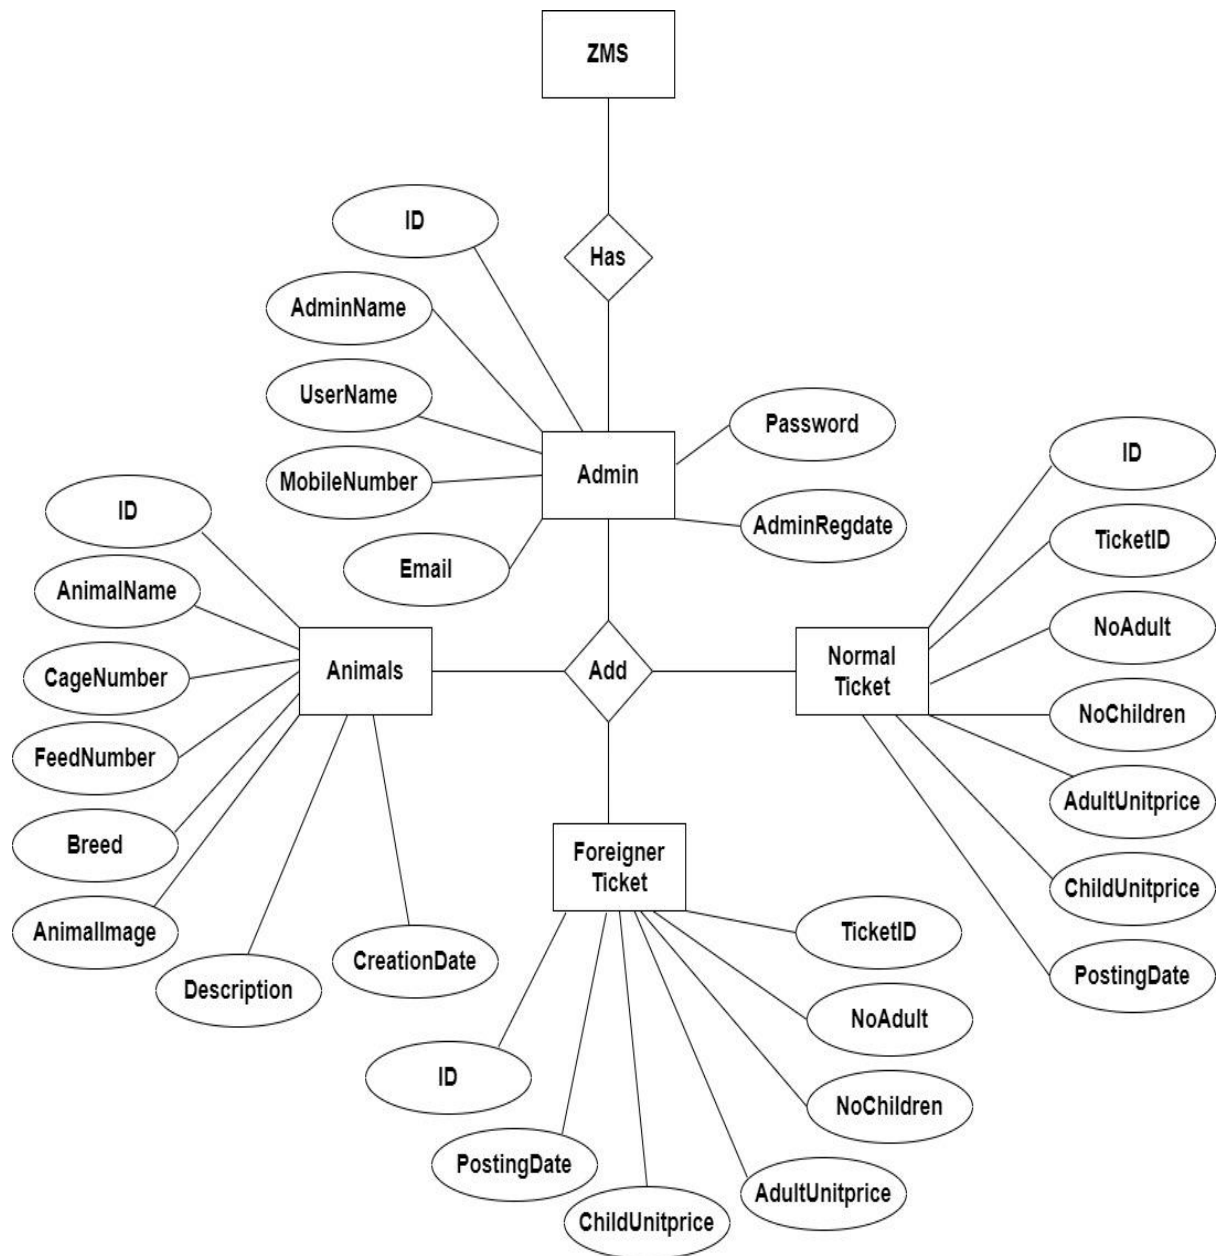 ZMS
ID
Has
AdminName
UserName
Password
MobileNumber
Admin
ID
ID
AdminRegdate
TicketID
Email
AnimalName
NoAdult
CageNumber
Animals
Add
Normal
Ticket
NoChildren
FeedNumber
AdultUnitprice
Breed
Foreigner
Ticket
ChildUnitprice
AnimalImage
TicketID
CreationDate
PostingDate
Description
NoAdult
ID
NoChildren
PostingDate
AdultUnitprice
ChildUnitprice